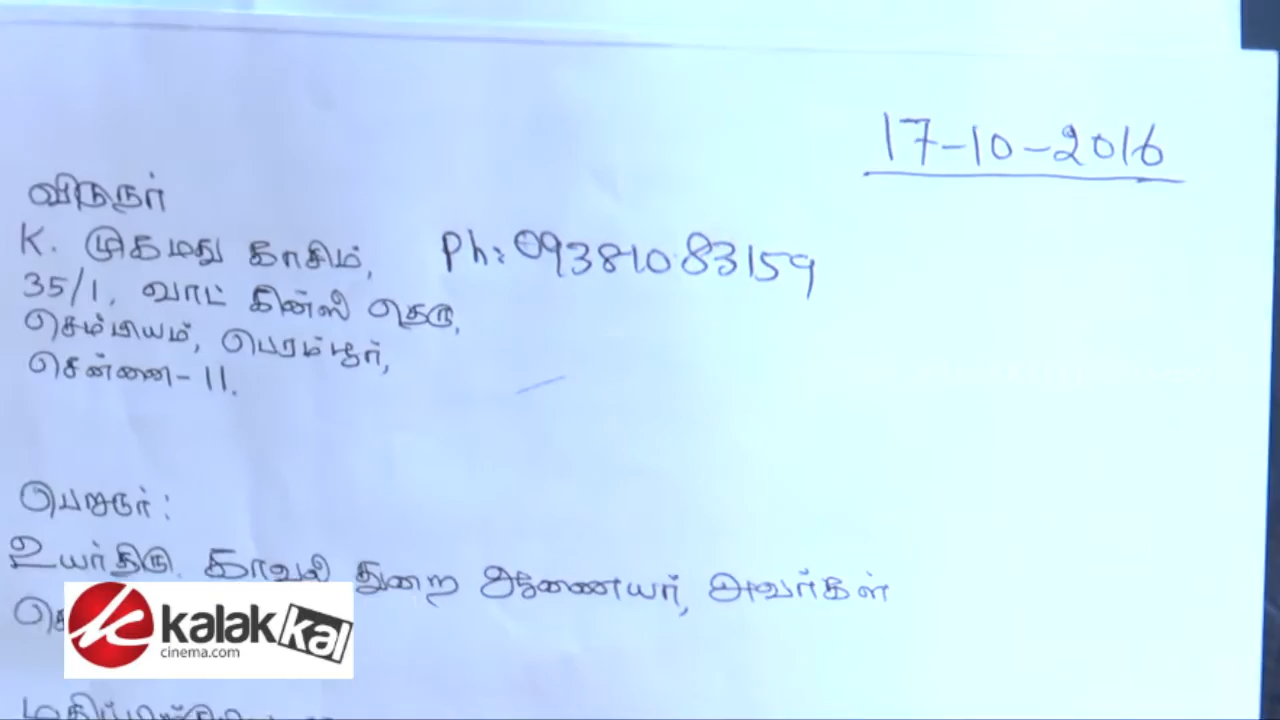 17-10-2016
விடுநர்
K. முகமது காசிம், Ph: 09381083159
35/1, வாட் கின்ஸ் தெரு,
செம்பியம், பெரம்பூர்,
சென்னை- 11.
பெறுநர் :
உயர்திரு. காவல் துறை ஆணையர், அவர்கள்
kalakkal
cinema.com